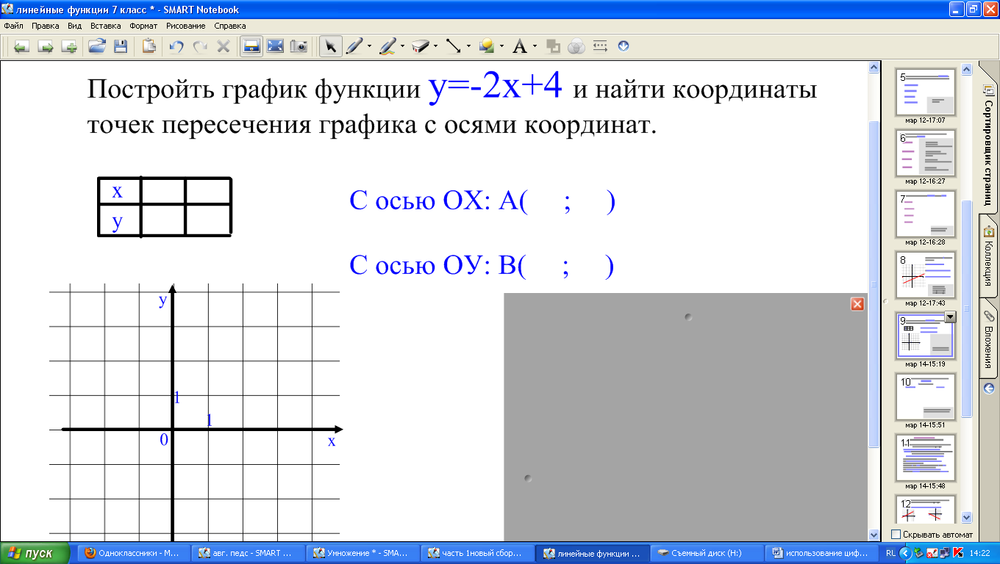 линейные функции 7 класс * - SMART Notebook
Файл Правка Вид Вставка Формат Рисование Справка
Постройть график функции y=-2x+4 и найти координаты
точек пересечения графика с осями координат.
x
y
С осью ОХ: А( ; )
С осью ОУ: В( ; )
y
1
1
0
x
5
мар 12-17:07
6
мар 12-16:27
7
мар 12-16:28
8
мар 12-17:43
9
мар 14-15:19
10
мар 14-15:51
11
мар 14-15:48
12
Скрывать автомат
Сортировщик страниц
Коллекция
Вложения
пуск
Одноклассники - М...
авг. педс - SMART ...
Умножение * - SMA...
часть 1новый сбор...
линейные функции ...
Съемный диск (H:)
использование циф...
RL
14:22